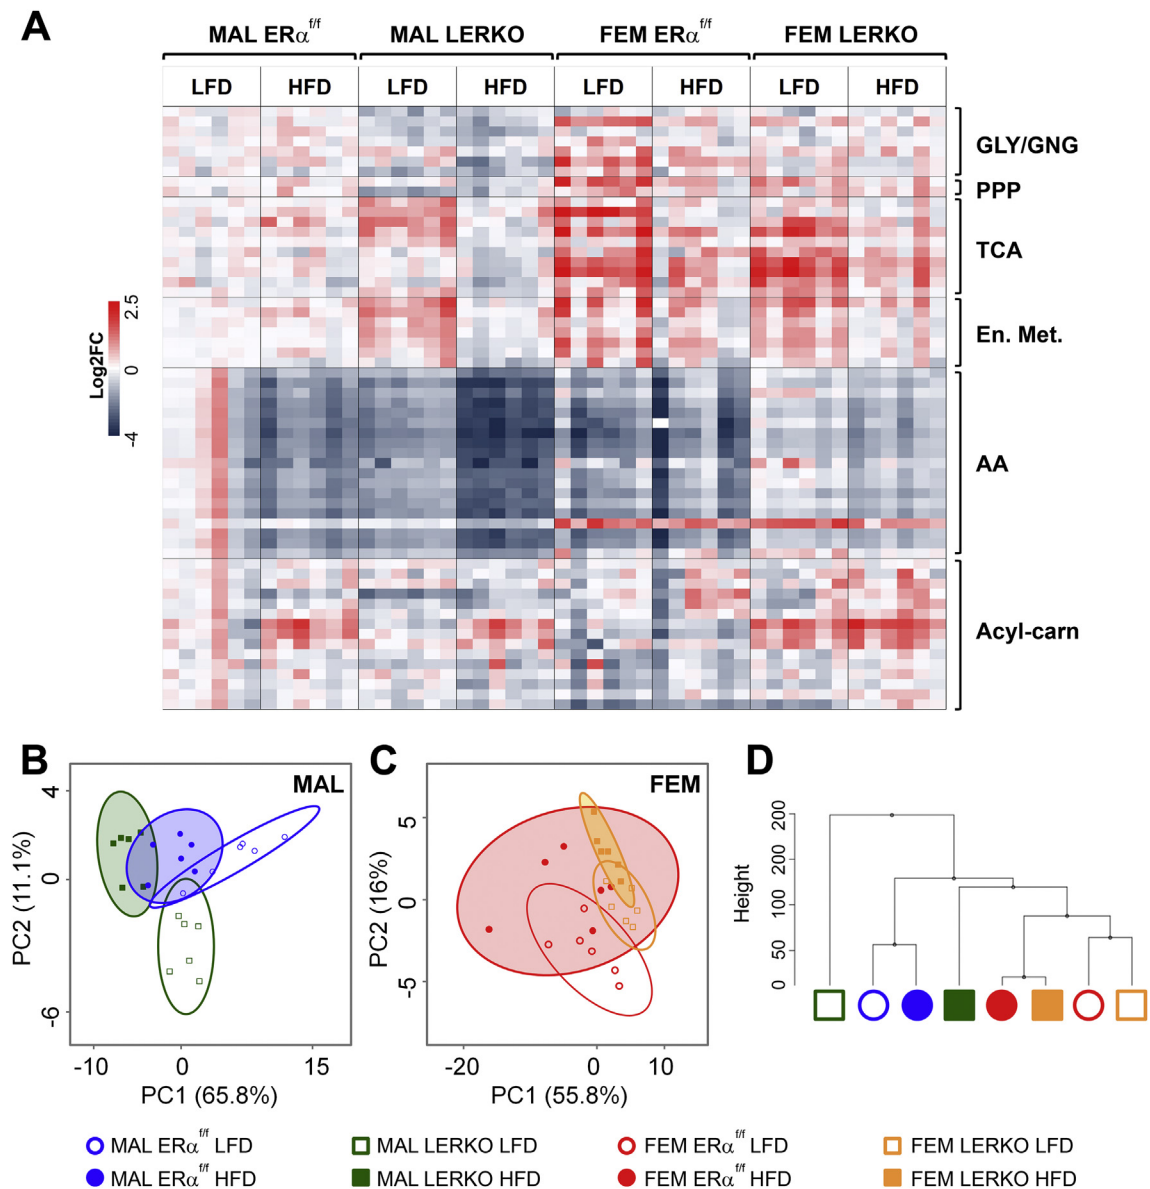 A
MAL ERα f/f MAL LERKO FEM ERα f/f FEM LERKO
LFD HFD LFD HFD LFD HFD LFD HFD
GLY/GNG
PPP
TCA
En. Met.
AA
Acyl-carn
Log2FC
2.5
0
-4
B
MAL
PC2 (11.1%)
4
0
-6
-10 0 15
PC1 (65.8%)
C
FEM
PC2 (16%)
5
0
-5
-20 0 10
PC1 (55.8%)
D
Height
200
200
100
50
0
MAL ERα f/f LFD MAL LERKO LFD FEM ERα f/f LFD FEM LERKO LFD
MAL ERα f/f HFD MAL LERKO HFD FEM ERα f/f HFD FEM LERKO HFD